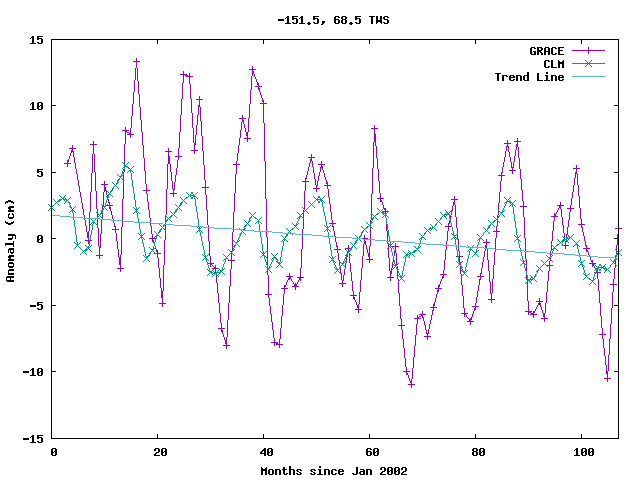 -151.5, 68.5 TWS
GRACE
CLM
Trend Line
Anomaly (cm)
15
10
5
0
-5
-10
-15
0 20 40 60 80 100
Months since Jan 2002